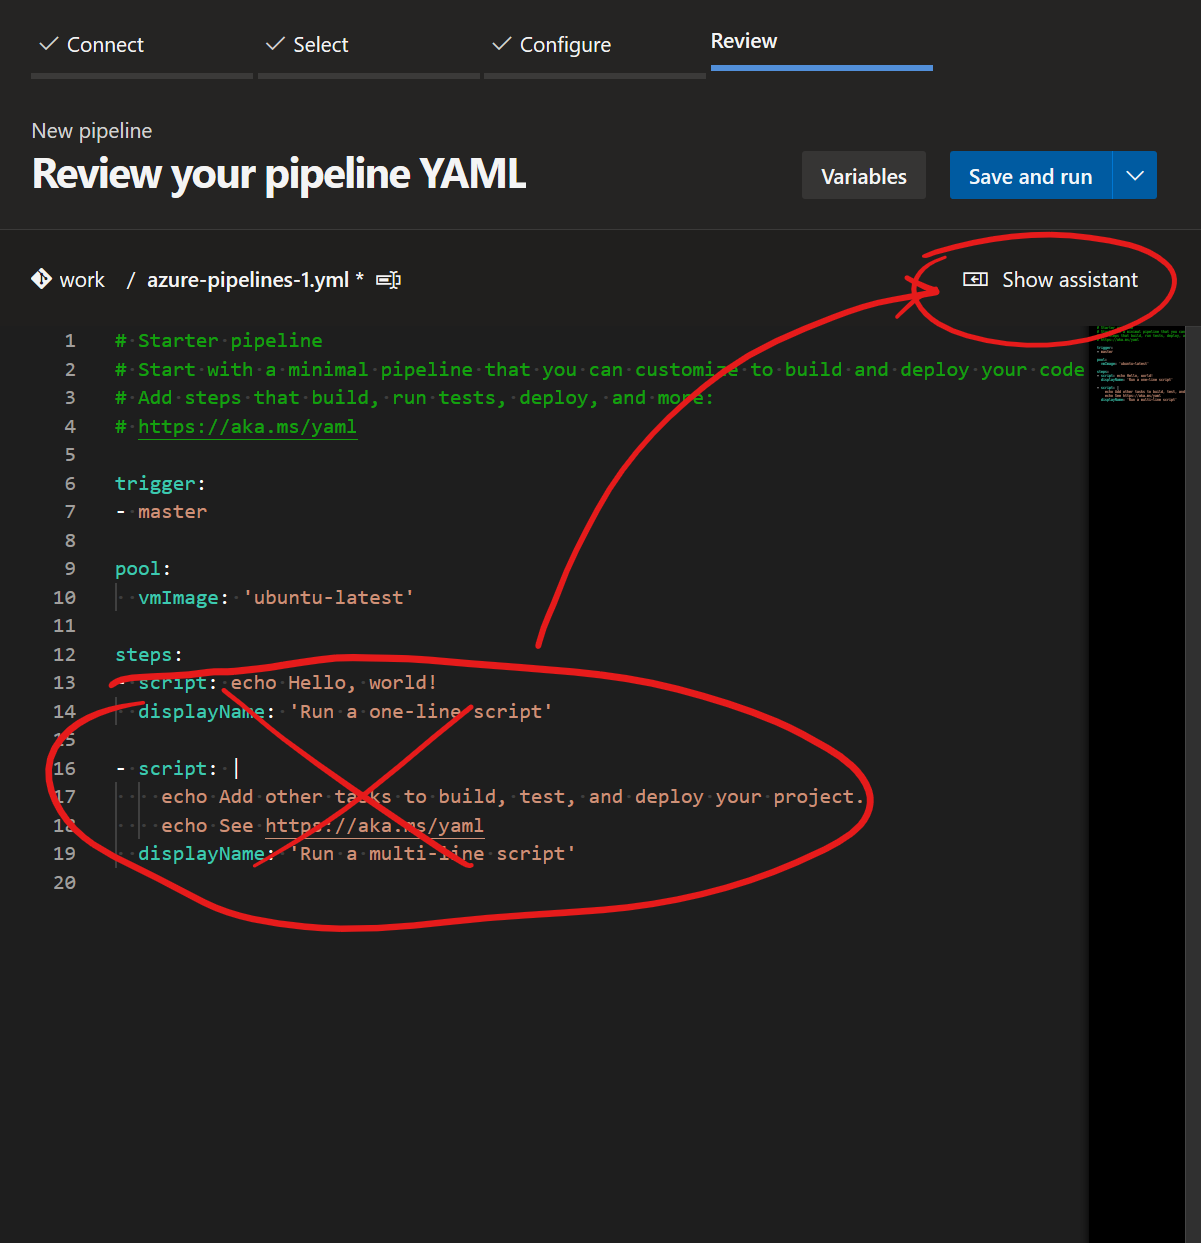 Connect
Select
Configure
Review
New pipeline
Review your pipeline YAML
Variables
Save and run
work / azure-pipelines-1.yml *
Show assistant
1 # Starter pipeline
2 # Start with a minimal pipeline that you can customize to build and deploy your code
3 # Add steps that build, run tests, deploy, and more:
4 # https://aka.ms/yaml
5
6 trigger:
7 - master
8
9 pool:
10 vmImage: 'ubuntu-latest'
11
12 steps:
13 - script: echo Hello, world!
14 displayName: 'Run a one-line script'
15
16 - script: |
17 echo Add other tasks to build, test, and deploy your project.
18 echo See https://aka.ms/yaml
19 displayName: 'Run a multi-line script'
20